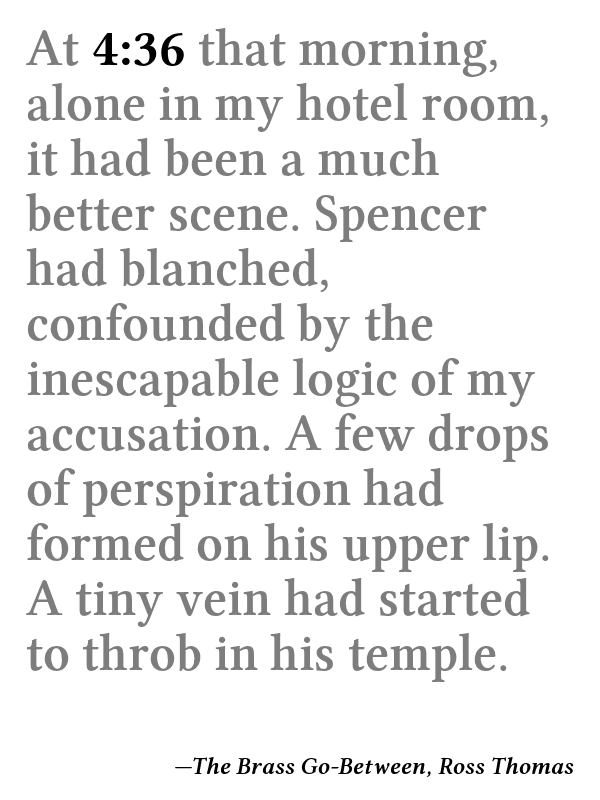 At 4:36 that morning,
alone in my hotel room,
it had been a much
better scene. Spencer
had blanched,
confounded by the
inescapable logic of my
accusation. A few drops
of perspiration had
formed on his upper lip.
A tiny vein had started
to throb in his temple.
—The Brass Go-Between, Ross Thomas